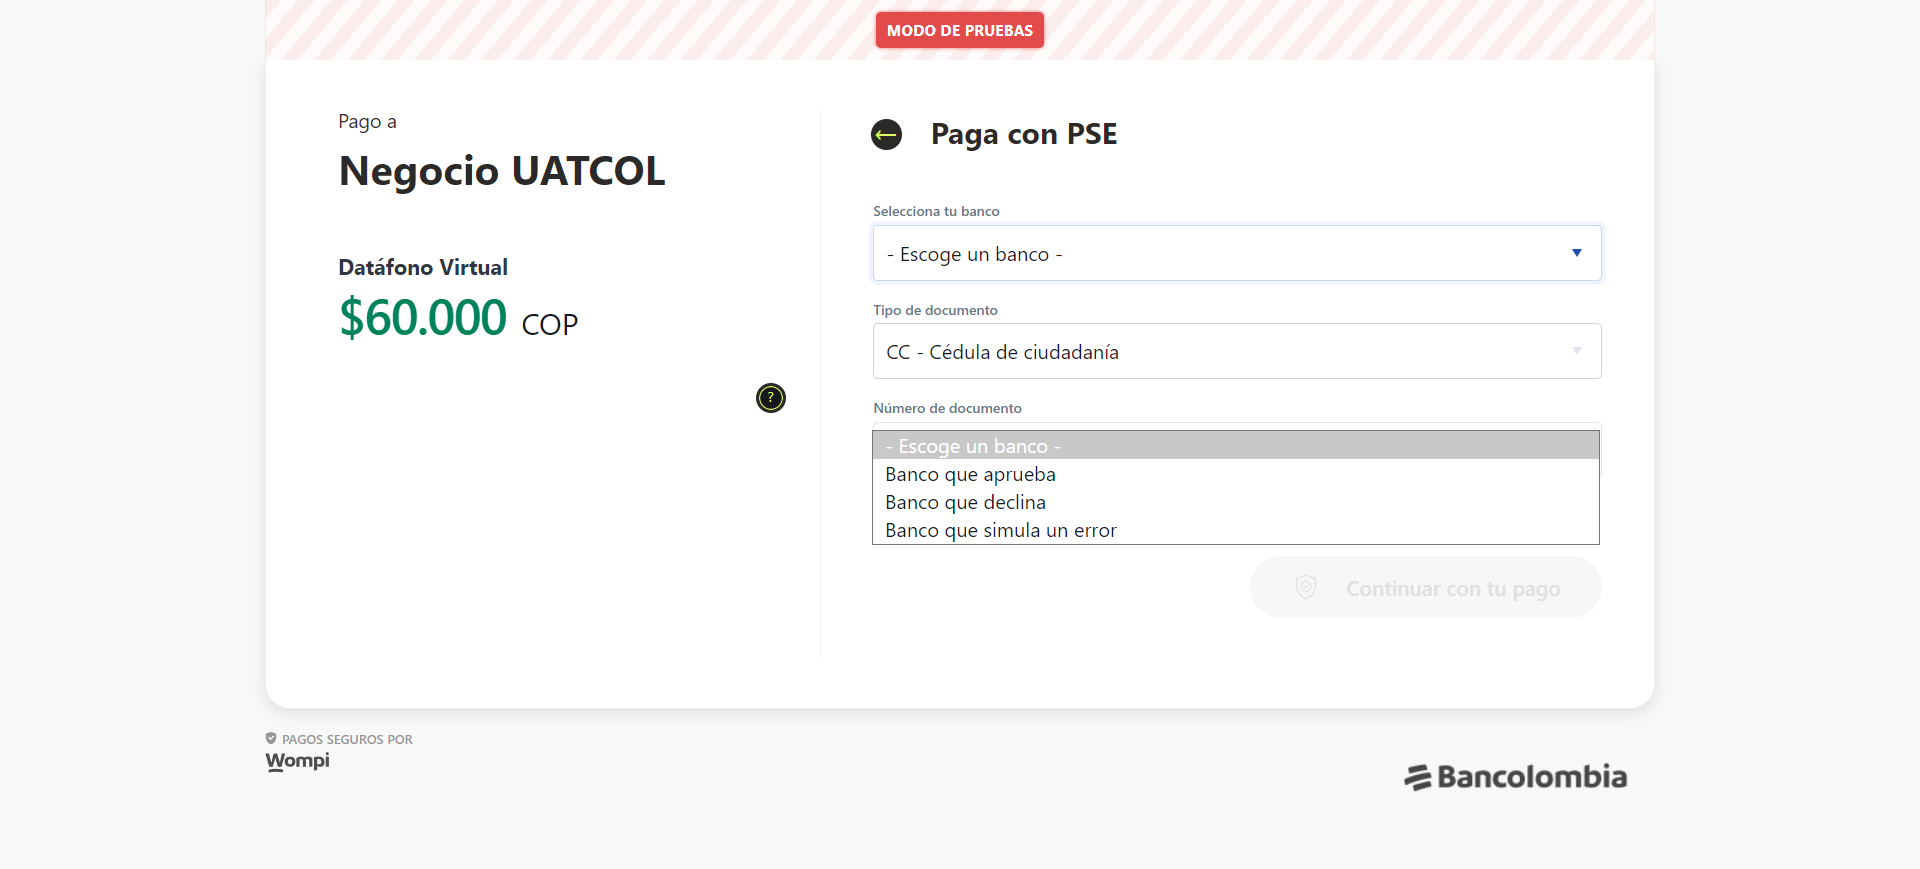 MODO DE PRUEBAS
Pago a
Negocio UATCOL
Datáfono Virtual
$60.000 COP
?
Paga con PSE
Selecciona tu banco
- Escoge un banco -
Tipo de documento
CC - Cédula de ciudadanía
Número de documento
- Escoge un banco -
Banco que aprueba
Banco que declina
Banco que simula un error
Continuar con tu pago
PAGOS SEGUROS POR
Wompi
Bancolombia